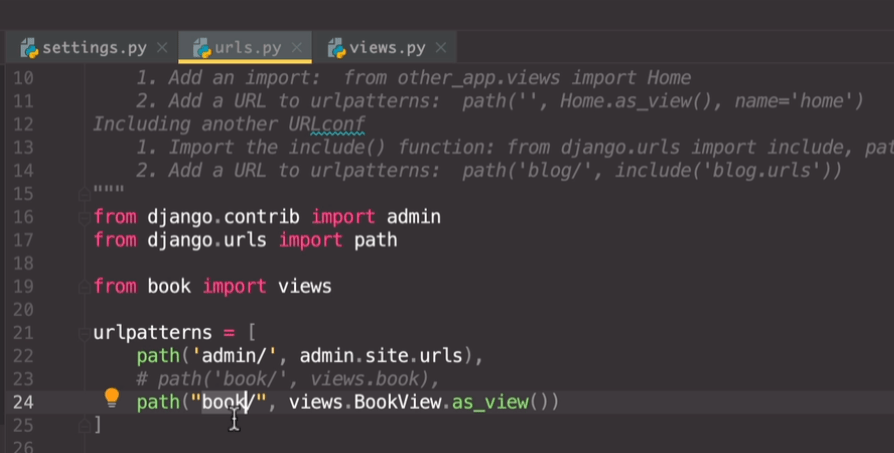 settings.py urls.py views.py
10 1. Add an import: from other_app.views import Home
11 2. Add a URL to urlpatterns: path('', Home.as_view(), name='home')
12 Including another URLconf
13 1. Import the include() function: from django.urls import include, pat
14 2. Add a URL to urlpatterns: path('blog/', include('blog.urls'))
15 """
16 from django.contrib import admin
17 from django.urls import path
18
19 from book import views
20
21 urlpatterns = [
22 path('admin/', admin.site.urls),
23 # path('book/', views.book),
24 path("book/", views.BookView.as_view())
25 ]
26